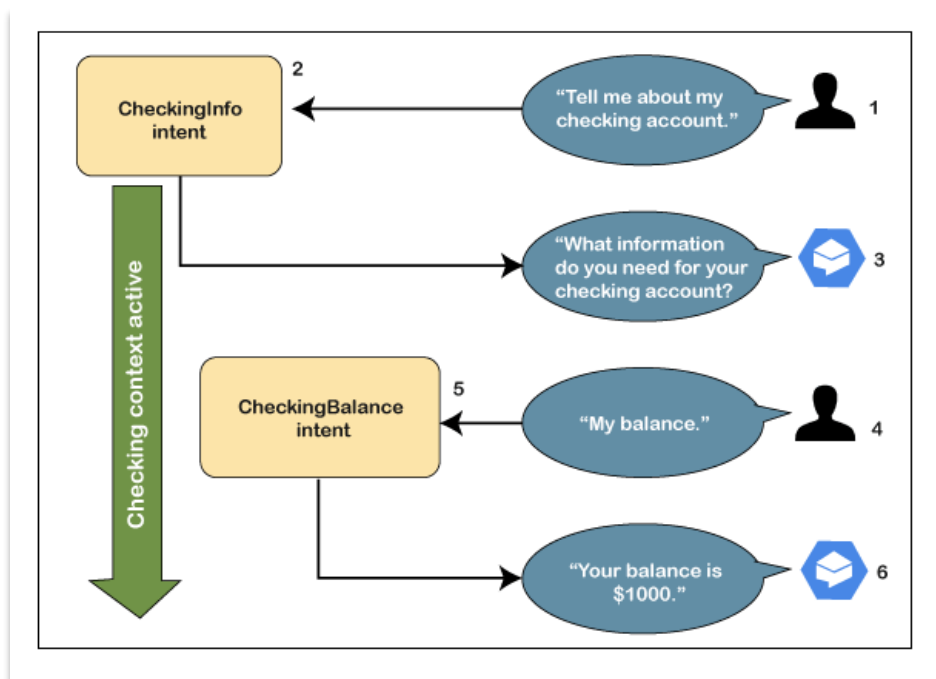 2
CheckingInfo
intent
“Tell me about my
checking account.”
1
“What information
do you need for your
checking account?
3
Checking context active
CheckingBalance
intent
5
“My balance.”
4
“Your balance is
$1000.”
6